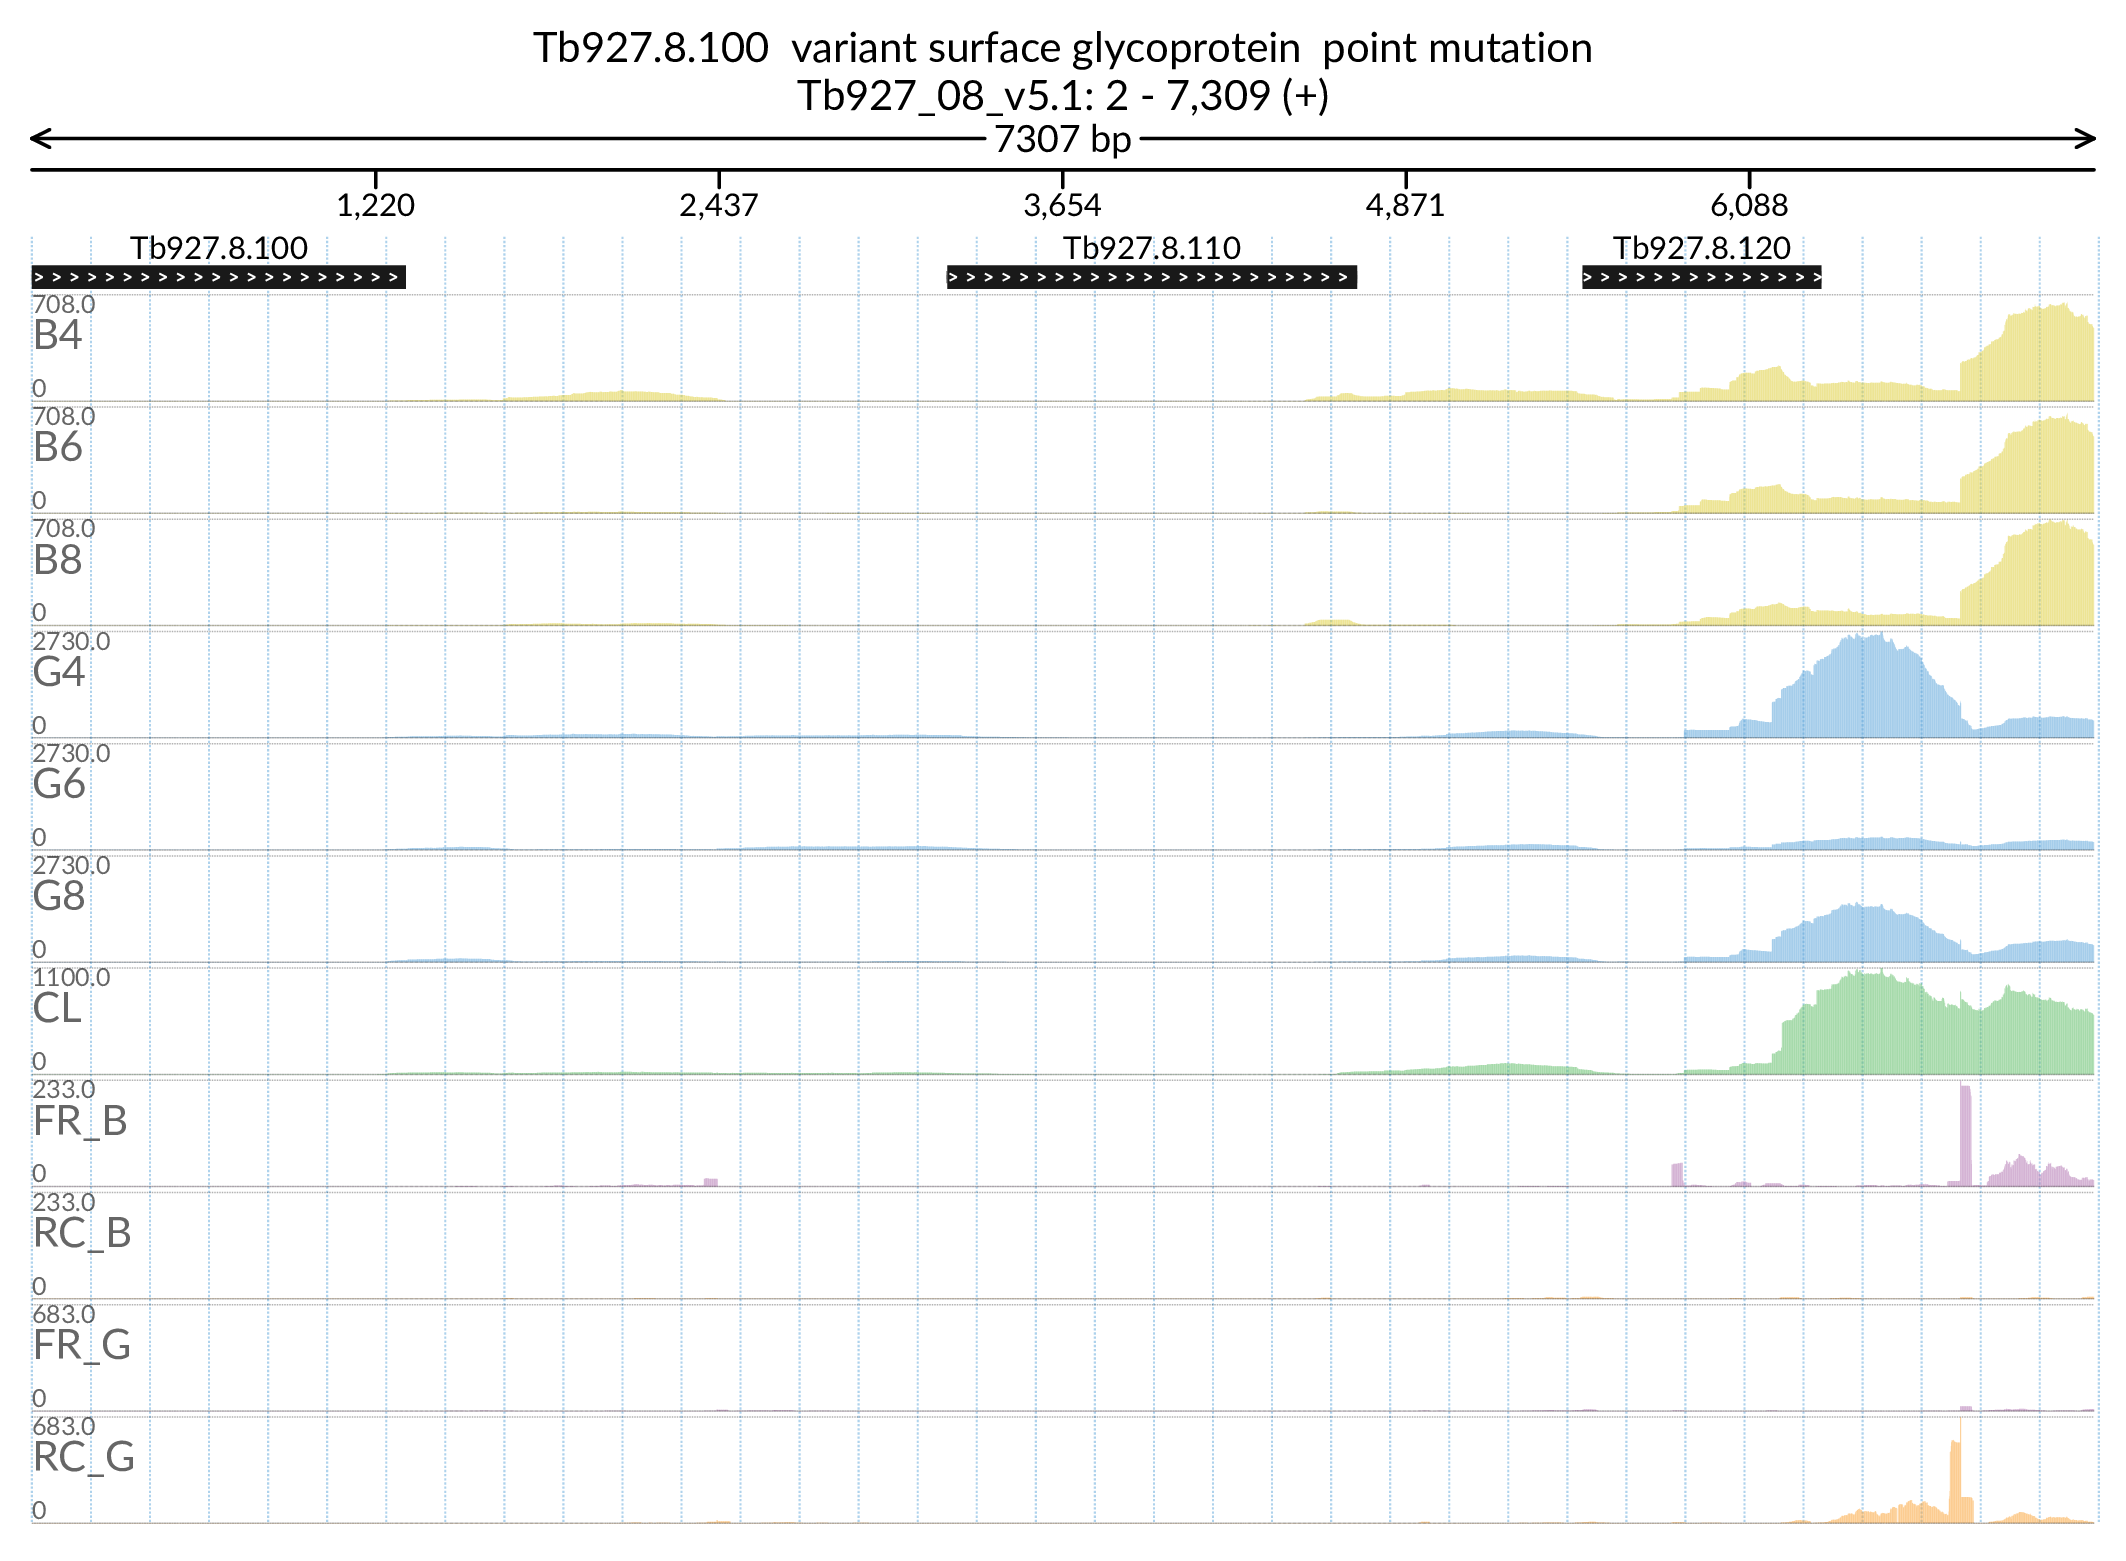 Tb927.8.100  variant surface glycoprotein  point mutation
Tb927_08_v5.1: 2 - 7,309 (+)
7307 bp
1,220 2,437 3,654 4,871 6,088
Tb927.8.100 Tb927.8.110 Tb927.8.120
708.0
B4
0
708.0
B6
0
708.0
B8
0
2730.0
G4
0
2730.0
G6
0
2730.0
G8
0
1100.0
CL
0
233.0
FR_B
0
233.0
RC_B
0
683.0
FR_G
0
683.0
RC_G
0